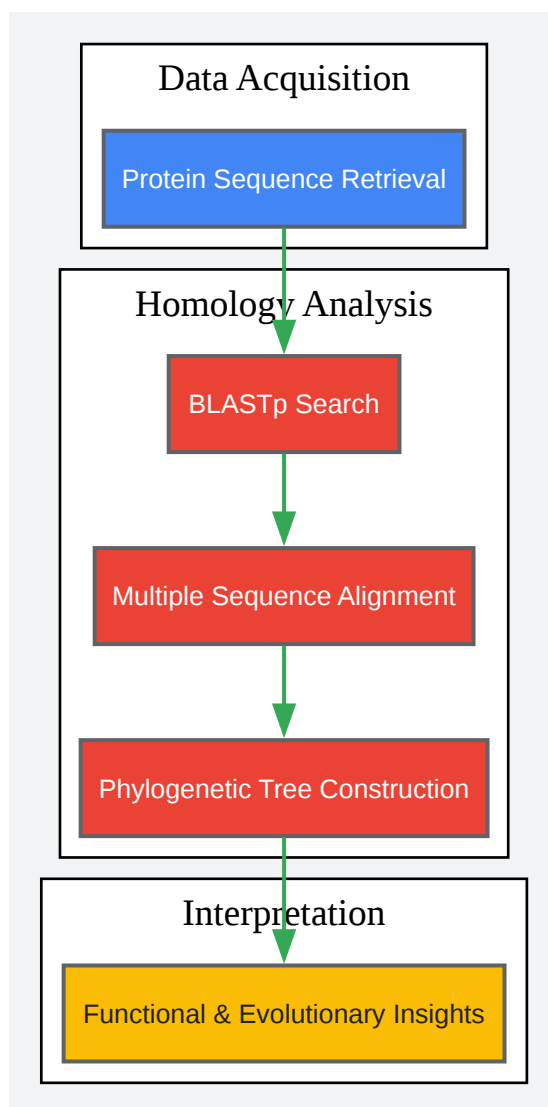 Data Acquisition
Protein Sequence Retrieval
Homology Analysis
BLASTp Search
Multiple Sequence Alignment
Phylogenetic Tree Construction
Interpretation
Functional & Evolutionary Insights